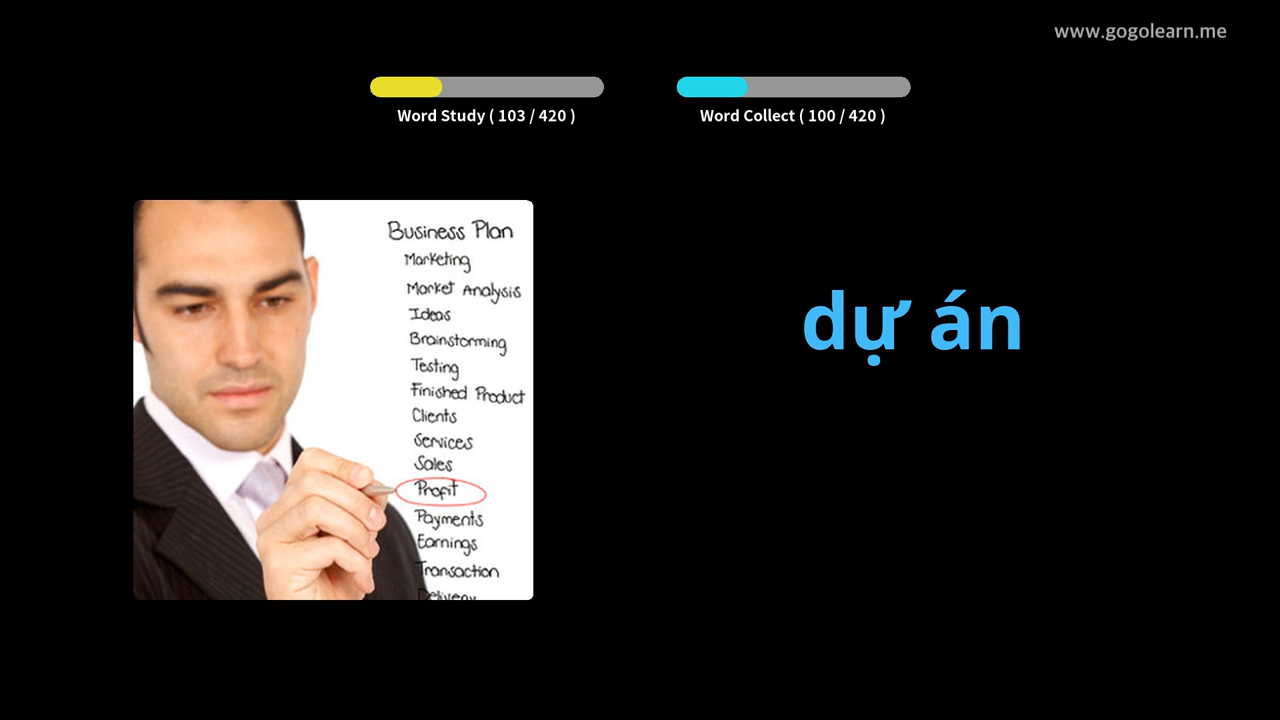 www.gogolearn.me
Word Study ( 103 / 420 )
Word Collect ( 100 / 420 )
Business Plan
Marketing
Market Analysis
Ideas
Brainstorming
Testing
Finished Product
Clients
Services
Sales
Profit
Payments
Earnings
Transaction
Delivery
dự án